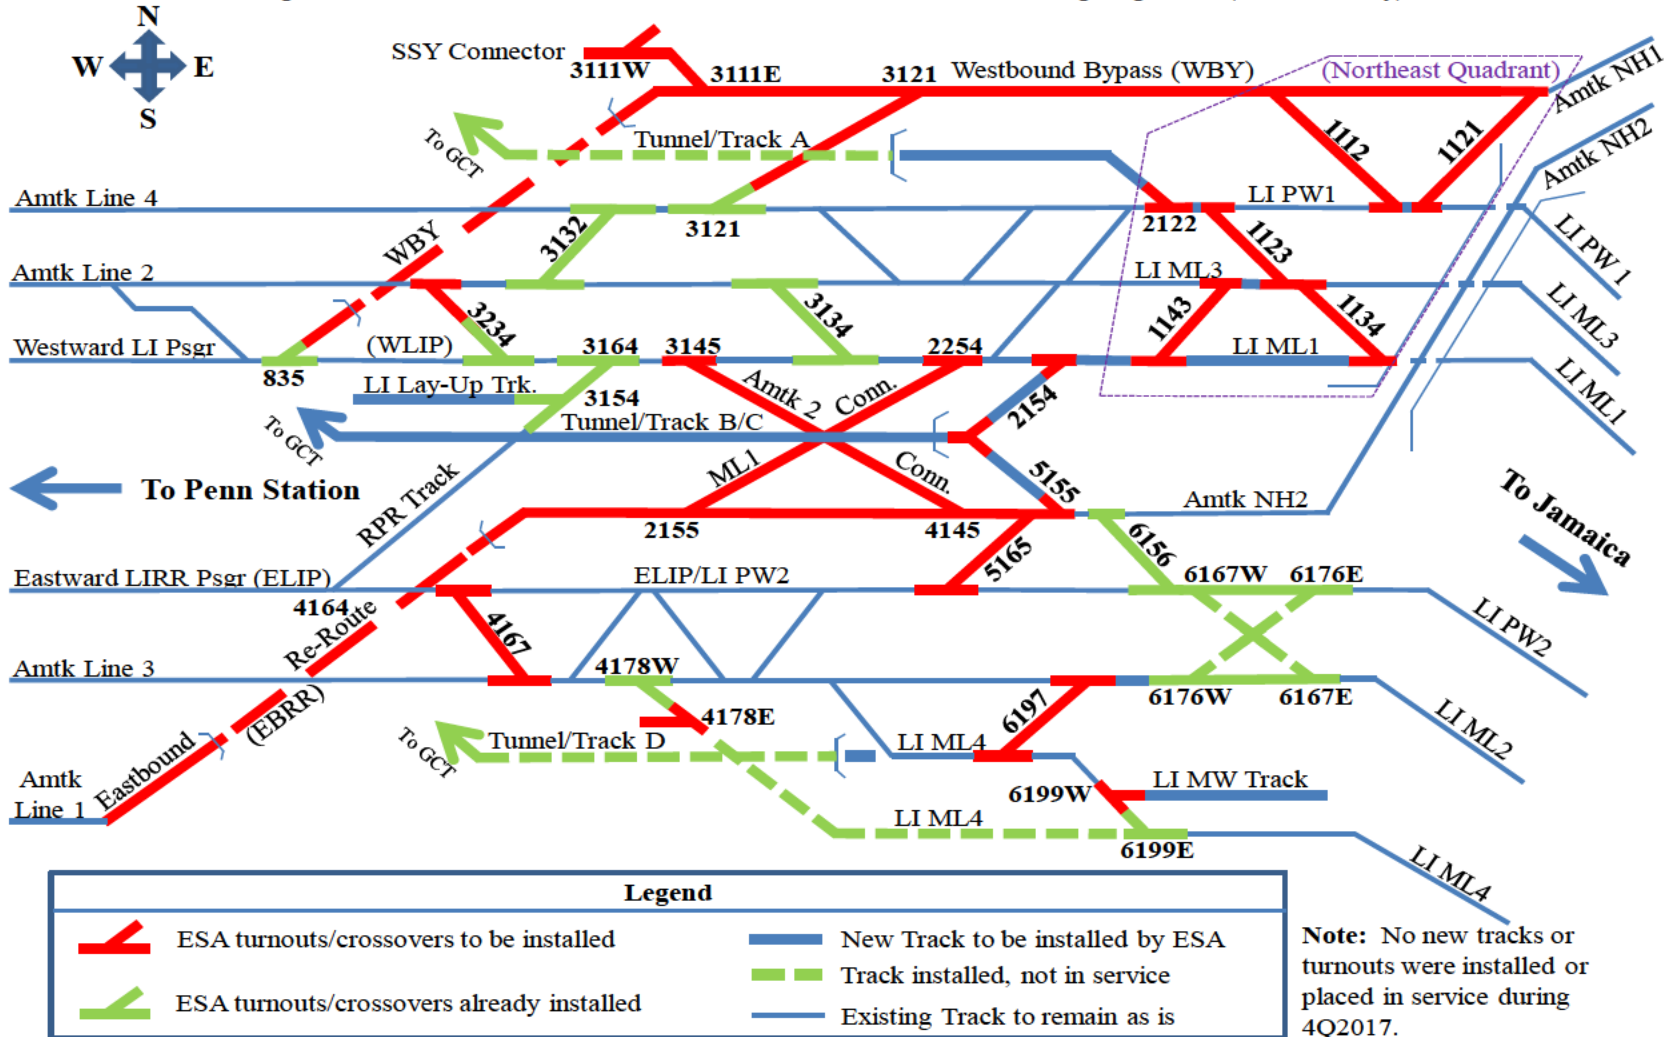 N
W
E
S
SSY Connector
3111W
3111E
3121
Westbound Bypass (WBY)
(Northeast Quadrant)
Amtk NH1
To GCT
Tunnel/Track A
1112
1121
Amtk NH2
Amtk Line 4
WBY
3132
3121
2122
LI PW1
1123
LI PW 1
Amtk Line 2
3234
3134
LI ML3
1143
1134
LI ML3
Westward LI Psgr
835
(WLIP)
3164
3145
2254
LI ML1
LI ML1
LI Lay-Up Trk.
3154
Amtk 2
Conn.
2154
To GCT
Tunnel/Track B/C
To Penn Station
RPR Track
ML1
Conn.
5155
Amtk NH2
To Jamaica
2155
4145
5165
6156
Eastward LIRR Psgr (ELIP)
4164
ELIP/LI PW2
6167W
6176E
LI PW2
Re-Route
4167
Amtk Line 3
4178W
6176W
6167E
(EBRR)
4178E
6197
LI ML2
Eastbound
To GCT
Tunnel/Track D
LI ML4
Amtk
Line 1
6199W
LI MW Track
LI ML4
6199E
LI ML4
Legend
ESA turnouts/crossovers to be installed
New Track to be installed by ESA
Track installed, not in service
ESA turnouts/crossovers already installed
Existing Track to remain as is
Note: No new tracks or
turnouts were installed or
placed in service during
4Q2017.